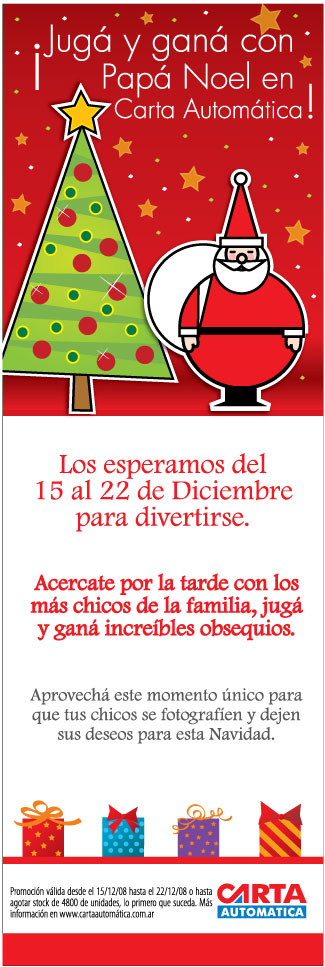 ¡Jugá y ganá con
Papá Noel en
Carta Automática!
Los esperamos del
15 al 22 de Diciembre
para divertirse.
Acercate por la tarde con los
más chicos de la familia, jugá
y ganá increíbles obsequios.
Aprovechá este momento único para
que tus chicos se fotografíen y dejen
sus deseos para esta Navidad.
Promoción válida desde el 15/12/08 hasta el 22/12/08 o hasta
agotar stock de 4800 de unidades, lo primero que suceda. Más
información en www.cartaautomática.com.ar
CARTA
AUTOMATICA